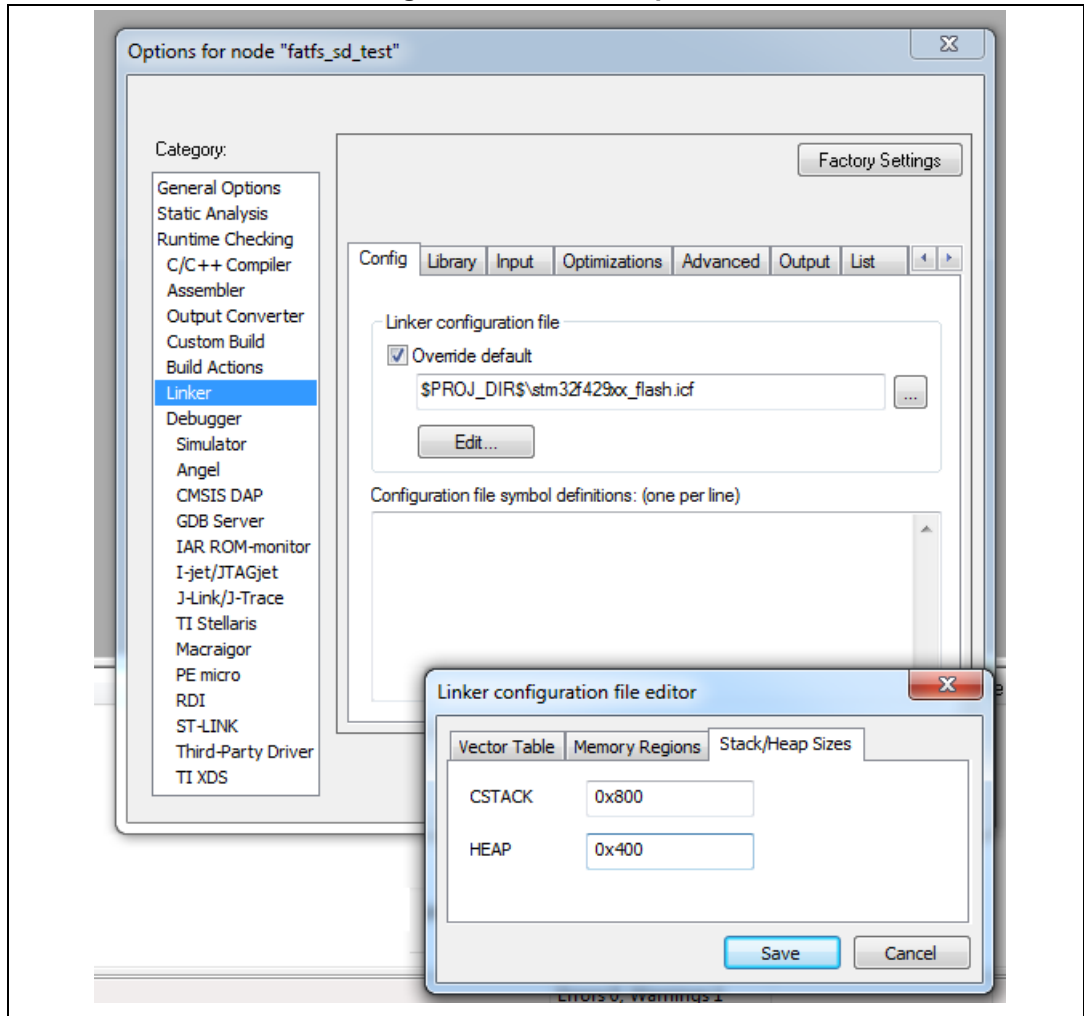 Options for node "fatfs_sd_test"
Category:
Factory Settings
General Options
Static Analysis
Runtime Checking
C/C++ Compiler
Assembler
Output Converter
Custom Build
Build Actions
Linker
Debugger
Simulator
Angel
CMSIS DAP
GDB Server
IAR ROM-monitor
I-jet/JTAGjet
J-Link/J-Trace
TI Stellaris
Macraigor
PE micro
RDI
ST-LINK
Third-Party Driver
TI XDS
Config Library Input Optimizations Advanced Output List
Linker configuration file
Override default
$PROJ_DIR$\stm32f429xx_flash.icf
...
Edit...
Configuration file symbol definitions: (one per line)
Linker configuration file editor
Vector Table Memory Regions Stack/Heap Sizes
CSTACK 0x800
HEAP 0x400
Save Cancel
Errors 0, Warnings 1